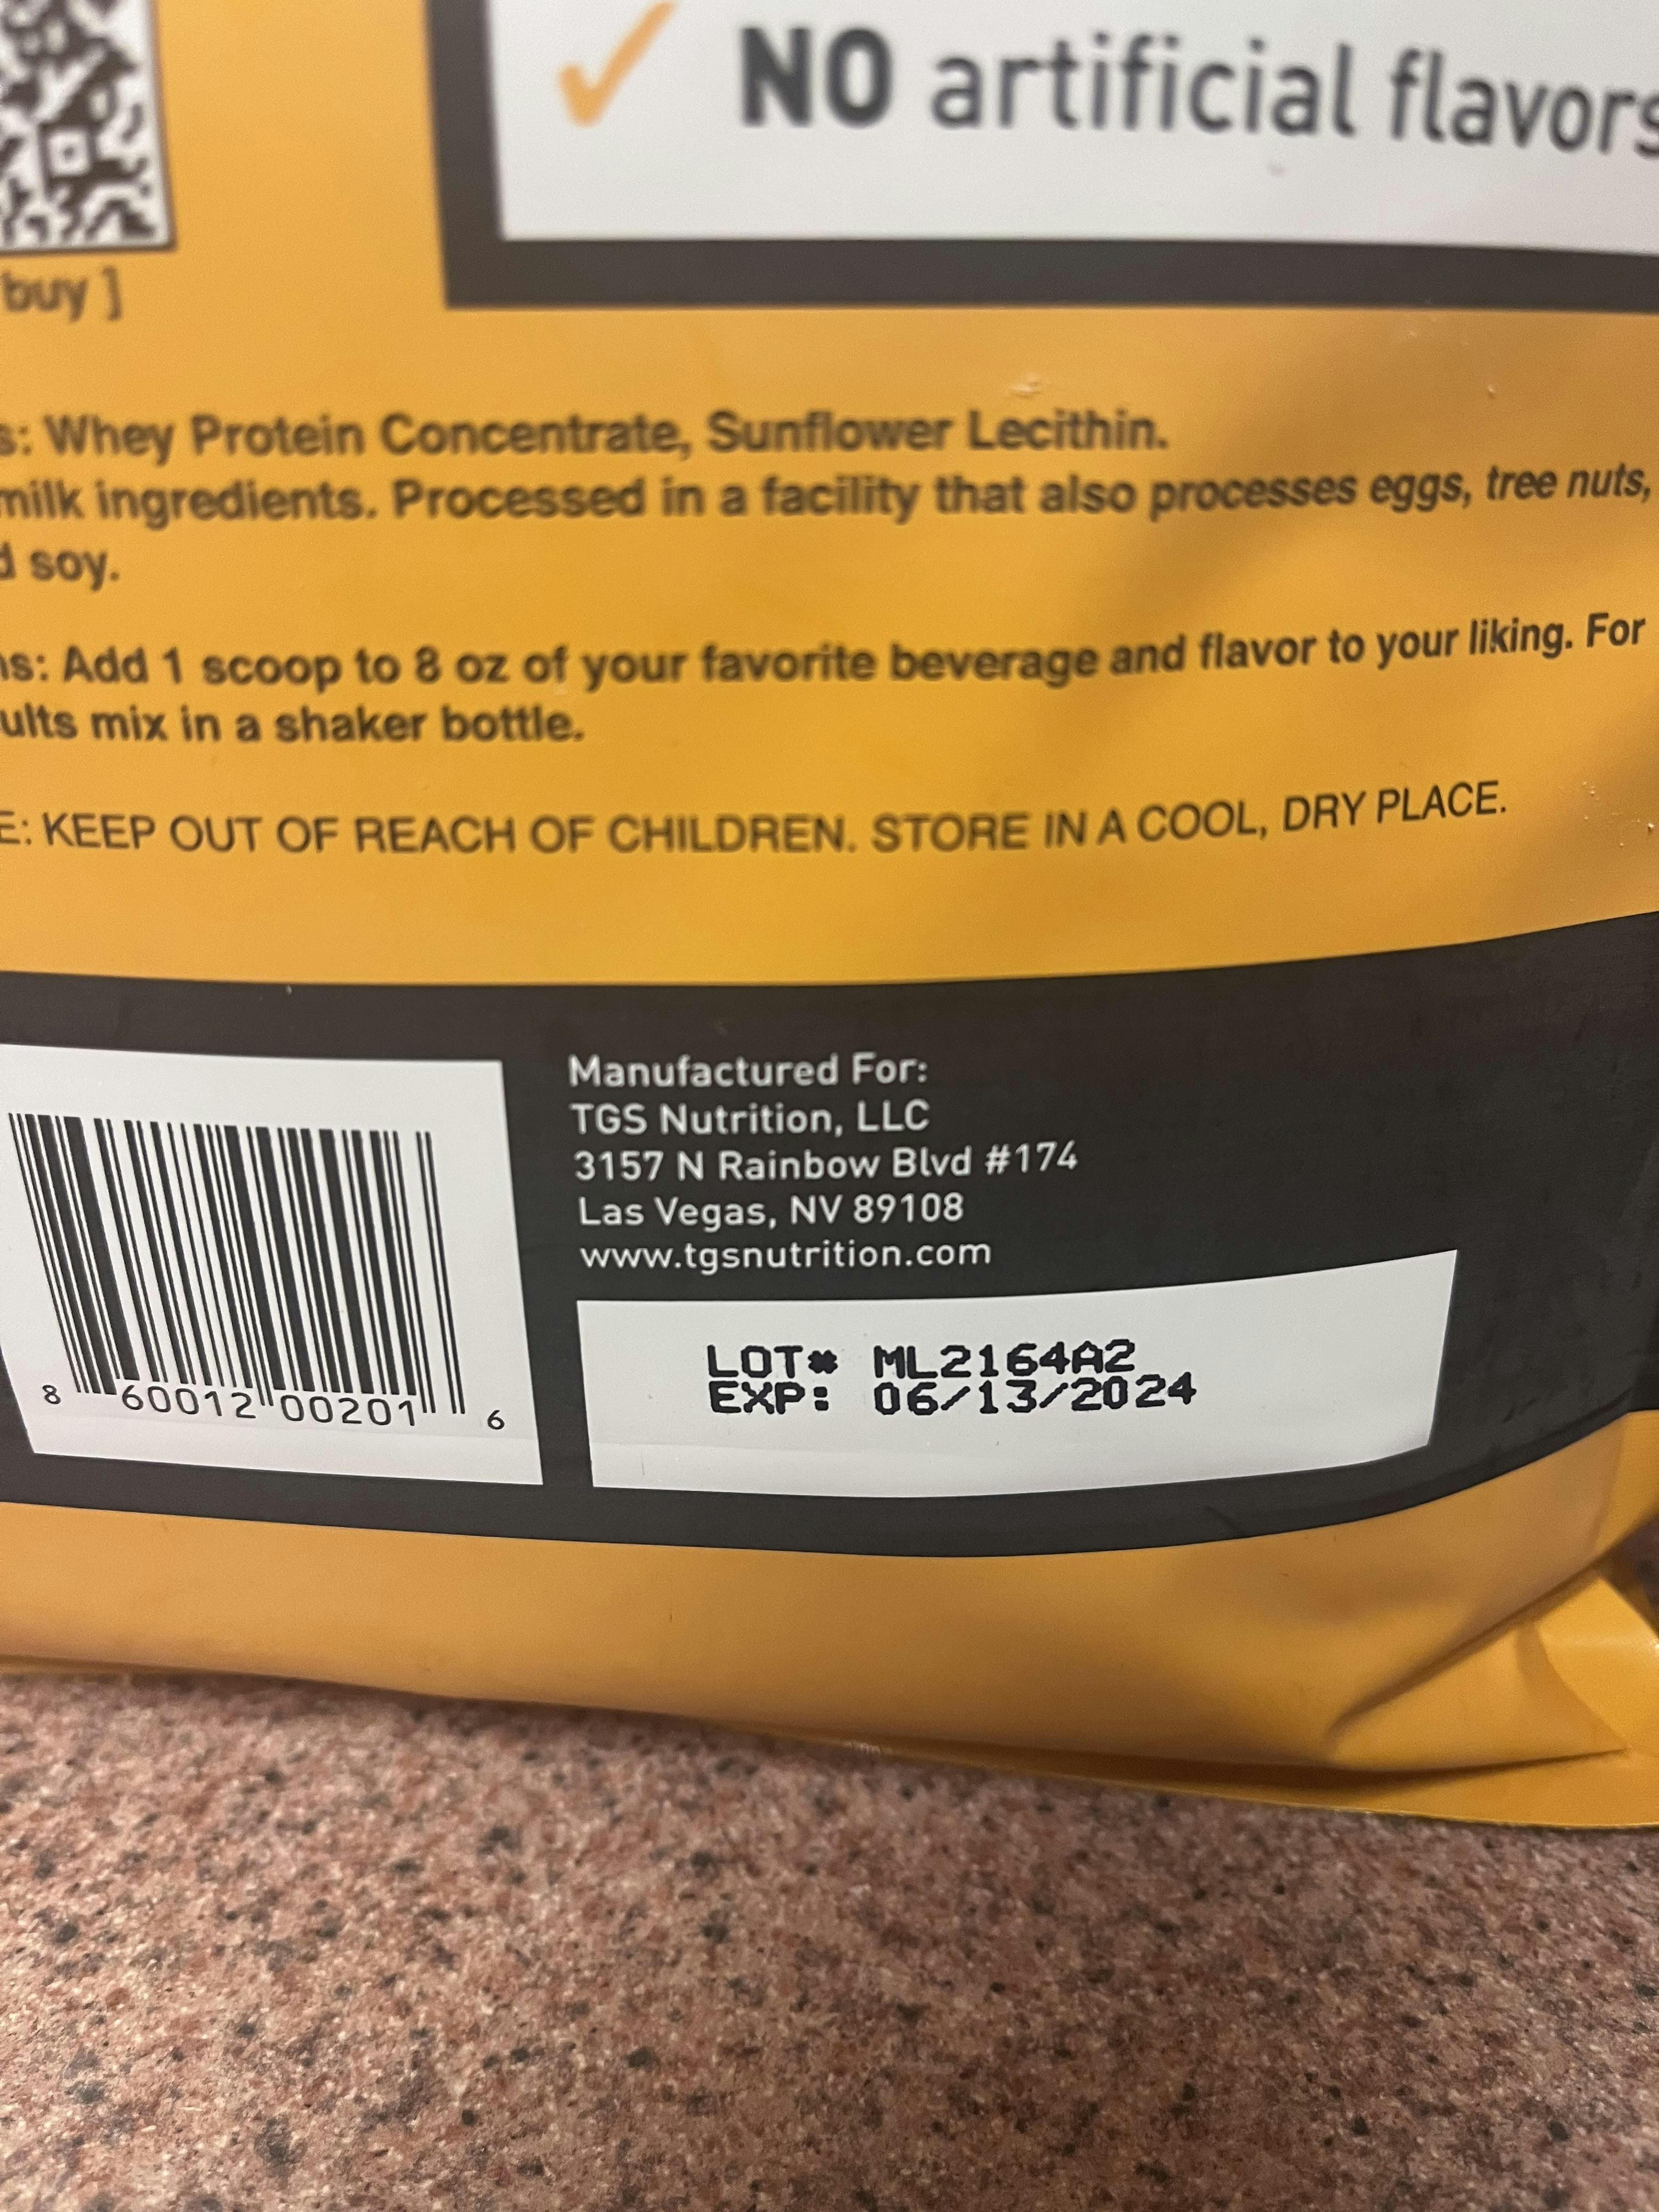 ✓ NO artificial flavors
buy ]
s: Whey Protein Concentrate, Sunflower Lecithin.
milk ingredients. Processed in a facility that also processes eggs, tree nuts,
d soy.
ns: Add 1 scoop to 8 oz of your favorite beverage and flavor to your liking. For
ults mix in a shaker bottle.
E: KEEP OUT OF REACH OF CHILDREN. STORE IN A COOL, DRY PLACE.
Manufactured For:
TGS Nutrition, LLC
3157 N Rainbow Blvd #174
Las Vegas, NV 89108
www.tgsnutrition.com
LOT# ML2164A2
EXP: 06/13/2024
8 60012 00201 6